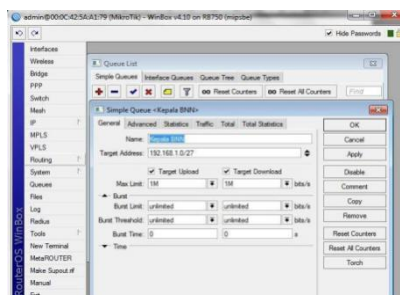 admin@00:0C:42:5A:A1:79 (MikroTik) - WinBox v4.10 on RB750 (mipsbe)
Hide Passwords
Interfaces
Wireless
Bridge
PPP
Switch
Mesh
IP
MPLS
VPLS
Routing
System
Queues
Files
Log
Radius
Tools
New Terminal
MetaROUTER
Make Supout.rif
Manual
Exit
RouterOS WinBox
Queue List
Simple Queues Interface Queues Queue Tree Queue Types
Reset Counters Reset All Counters Find
Simple Queue <Kepala BNN>
General Advanced Statistics Traffic Total Total Statistics
Name: Kepala BNN
Target Address: 192.168.1.0/27
Target Upload Target Download
Max Limit: 1M 1M bits/s
Burst
Burst Limit: unlimited unlimited bits/s
Burst Threshold: unlimited unlimited bits/s
Burst Time: 0 0 s
Time
OK
Cancel
Apply
Disable
Comment
Copy
Remove
Reset Counters
Reset All Counters
Torch